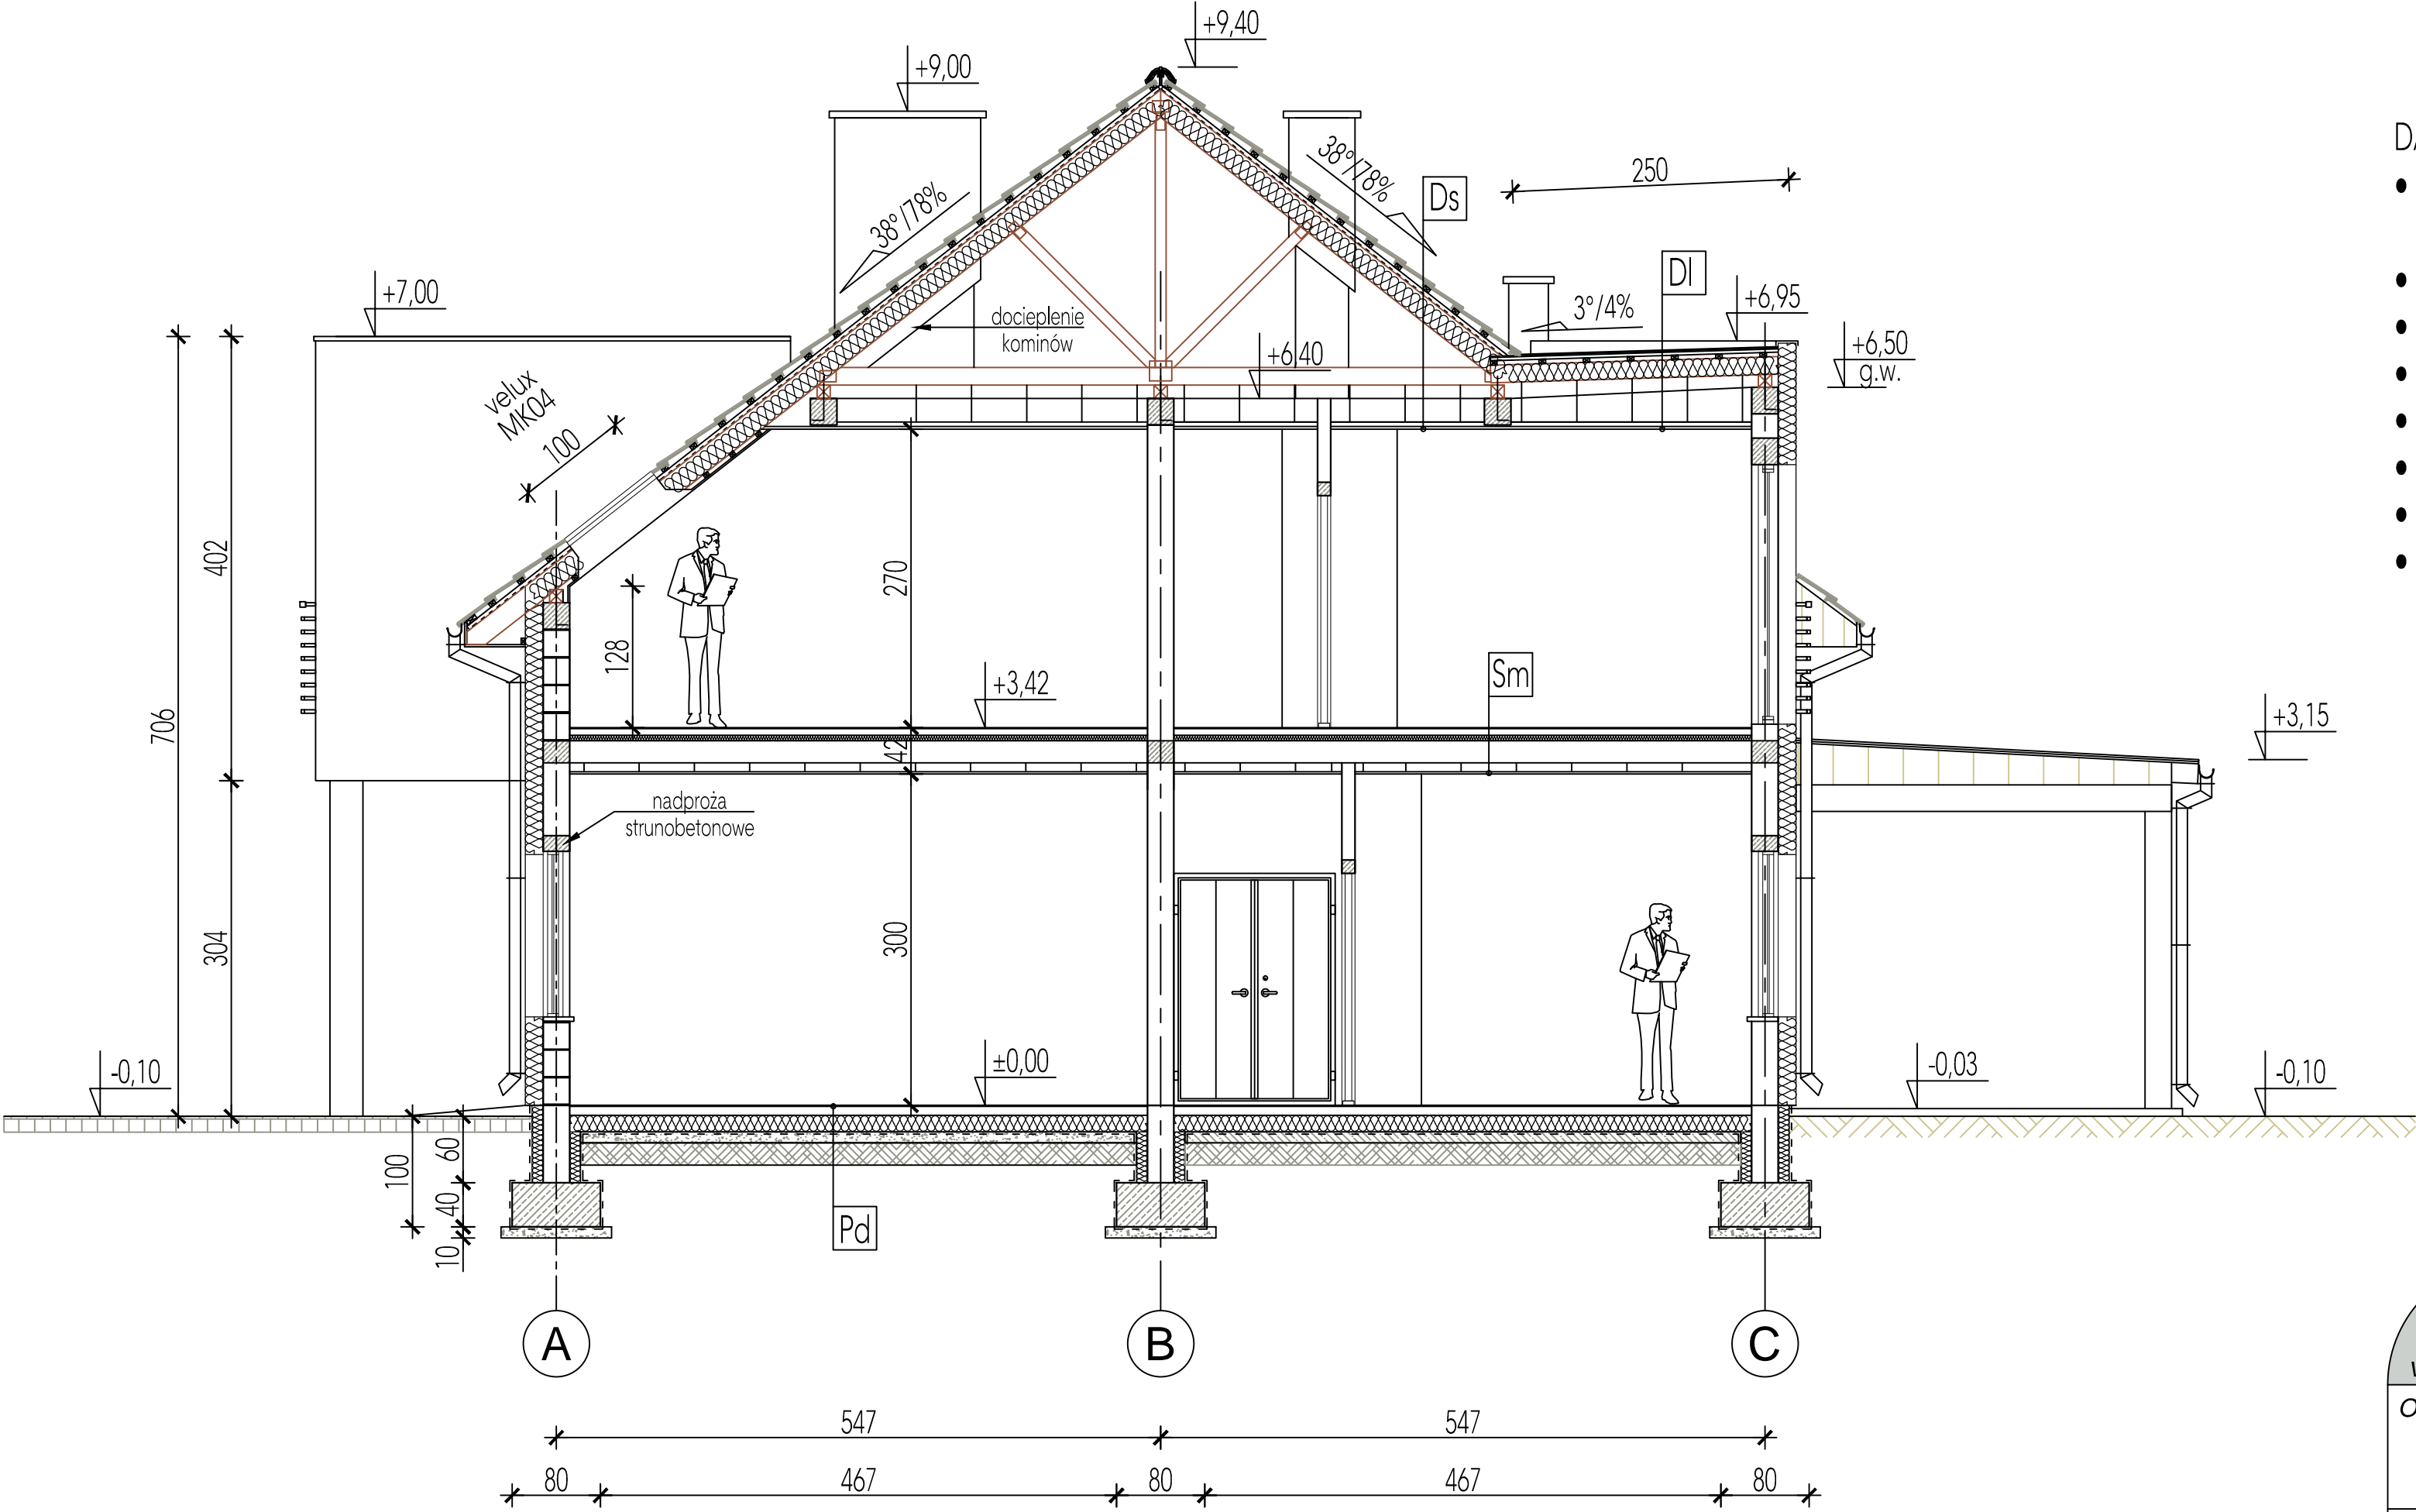 +9,40
+9,00
38°/78%
38°/78%
Ds
250
Dl
+7,00
docieplenie
kominów
3°/4%
+6,95
+6,40
+6,50
g.w.
velux
MK04
100
402
270
128
706
+3,42
Sm
+3,15
42
nadproża
strunobetonowe
304
300
-0,10
±0,00
-0,03
-0,10
60
100
40
10
Pd
A
B
C
547
547
80
467
80
467
80